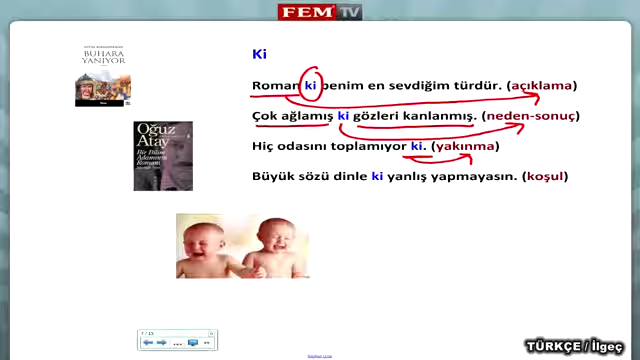 FEM TV
BUHARA
YANIYOR
Ki
Roman ki benim en sevdiğim türdür. (açıklama)
Oğuz
Atay
Bir Bilim
Adamının
Romanı
Çok ağlamış ki gözleri kanlanmış. (neden-sonuç)
Hiç odasını toplamıyor ki. (yakınma)
Büyük sözü dinle ki yanlış yapmayasın. (koşul)
7 / 15
TÜRKÇE / İlgeç